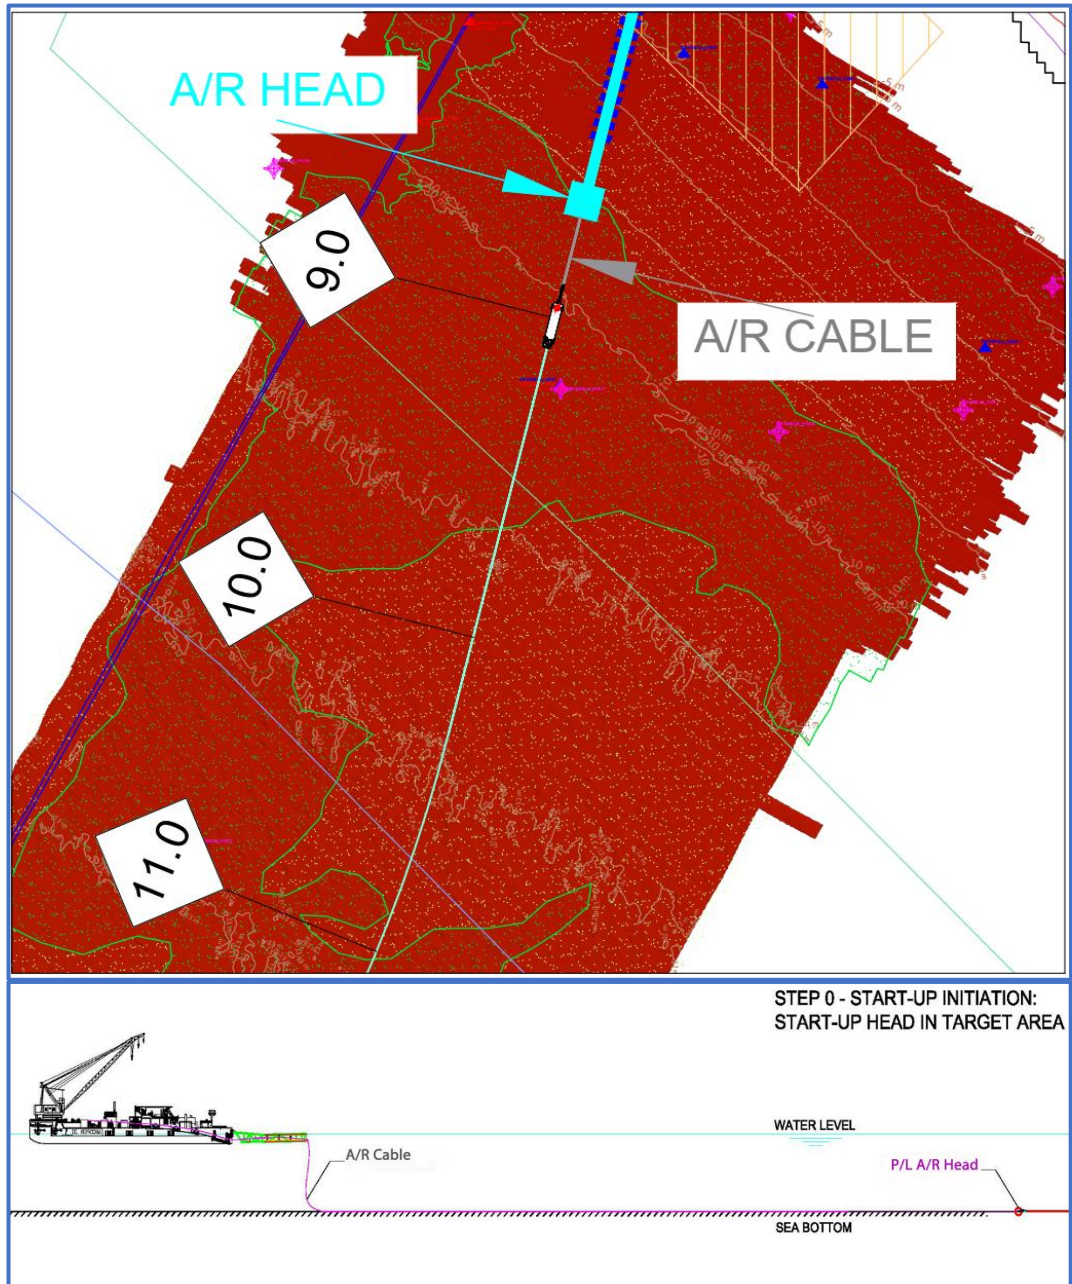 A/R HEAD
9.0
A/R CABLE
10.0
11.0
STEP 0 - START-UP INITIATION:
START-UP HEAD IN TARGET AREA
WATER LEVEL
A/R Cable
P/L A/R Head
SEA BOTTOM